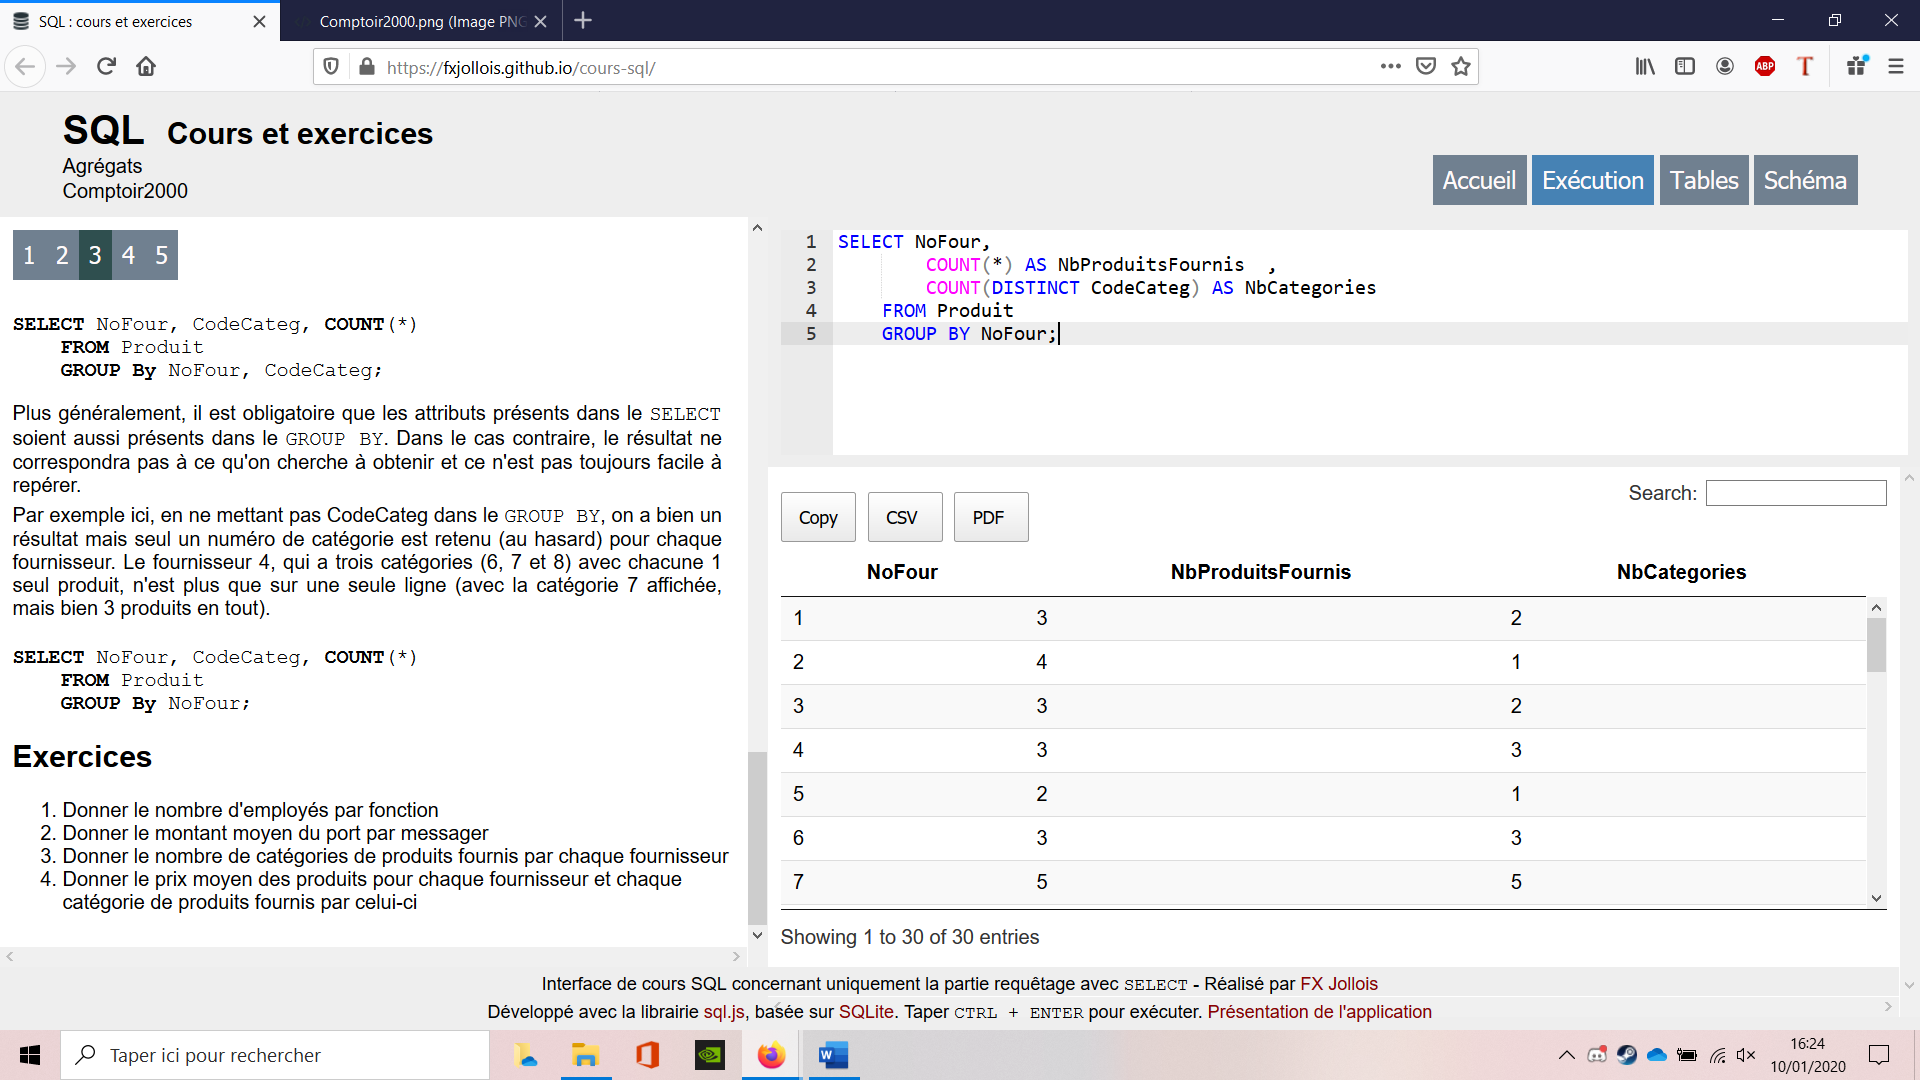 SQL : cours et exercices
Comptoir2000.png (Image PNG
https://fxjollois.github.io/cours-sql/
ABP
T
SQL Cours et exercices
Agrégats
Comptoir2000
Accueil Exécution Tables Schéma
1 2 3 4 5
SELECT NoFour, CodeCateg, COUNT(*)
FROM Produit
GROUP By NoFour, CodeCateg;
Plus généralement, il est obligatoire que les attributs présents dans le SELECT
soient aussi présents dans le GROUP BY. Dans le cas contraire, le résultat ne
correspondra pas à ce qu'on cherche à obtenir et ce n'est pas toujours facile à
repérer.
Par exemple ici, en ne mettant pas CodeCateg dans le GROUP BY, on a bien un
résultat mais seul un numéro de catégorie est retenu (au hasard) pour chaque
fournisseur. Le fournisseur 4, qui a trois catégories (6, 7 et 8) avec chacune 1
seul produit, n'est plus que sur une seule ligne (avec la catégorie 7 affichée,
mais bien 3 produits en tout).
SELECT NoFour, CodeCateg, COUNT(*)
FROM Produit
GROUP By NoFour;
Exercices
1. Donner le nombre d'employés par fonction
2. Donner le montant moyen du port par messager
3. Donner le nombre de catégories de produits fournis par chaque fournisseur
4. Donner le prix moyen des produits pour chaque fournisseur et chaque
catégorie de produits fournis par celui-ci
1 SELECT NoFour,
2 COUNT(*) AS NbProduitsFournis ,
3 COUNT(DISTINCT CodeCateg) AS NbCategories
4 FROM Produit
5 GROUP BY NoFour;
Search:
Copy CSV PDF
NoFour NbProduitsFournis NbCategories
1 3 2
2 4 1
3 3 2
4 3 3
5 2 1
6 3 3
7 5 5
Showing 1 to 30 of 30 entries
Interface de cours SQL concernant uniquement la partie requêtage avec SELECT - Réalisé par FX Jollois
Développé avec la librairie sql.js, basée sur SQLite. Taper CTRL + ENTER pour exécuter. Présentation de l'application
Taper ici pour rechercher
W
16:24
10/01/2020